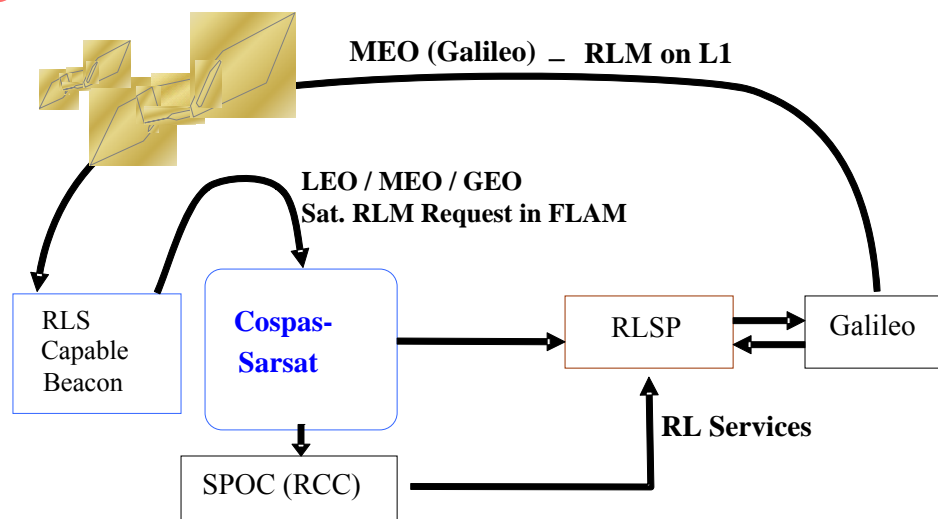 MEO (Galileo) – RLM on L1
LEO / MEO / GEO
Sat. RLM Request in FLAM
RLS
Capable
Beacon
Cospas-
Sarsat
RLSP
Galileo
RL Services
SPOC (RCC)